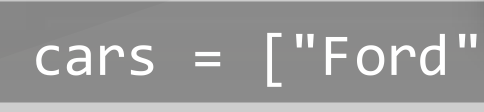 cars = ["Ford"